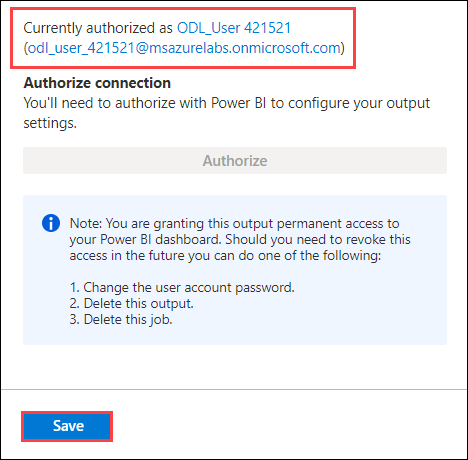 Currently authorized as ODL_User 421521
(odl_user_421521@msazurelabs.onmicrosoft.com)
Authorize connection
You'll need to authorize with Power BI to configure your output
settings.
Authorize
Note: You are granting this output permanent access to
your Power BI dashboard. Should you need to revoke this
access in the future you can do one of the following:
1. Change the user account password.
2. Delete this output.
3. Delete this job.
Save